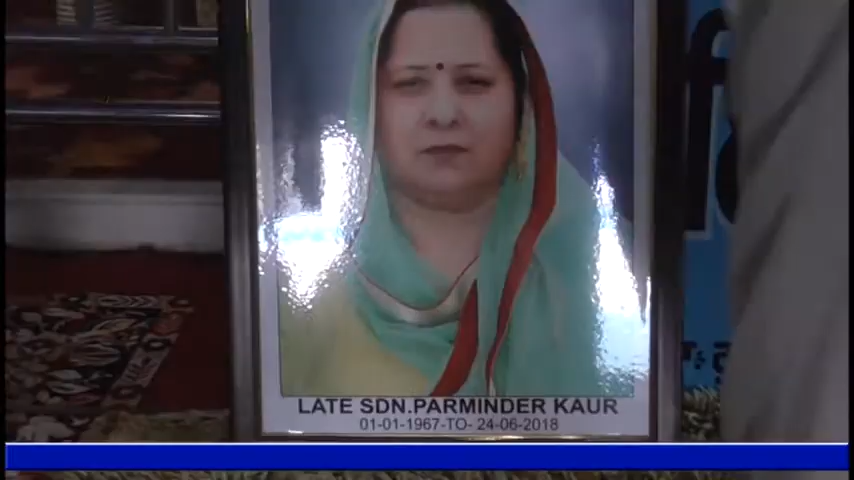 LATE SDN.PARMINDER KAUR
01-01-1967-TO- 24-06-2018